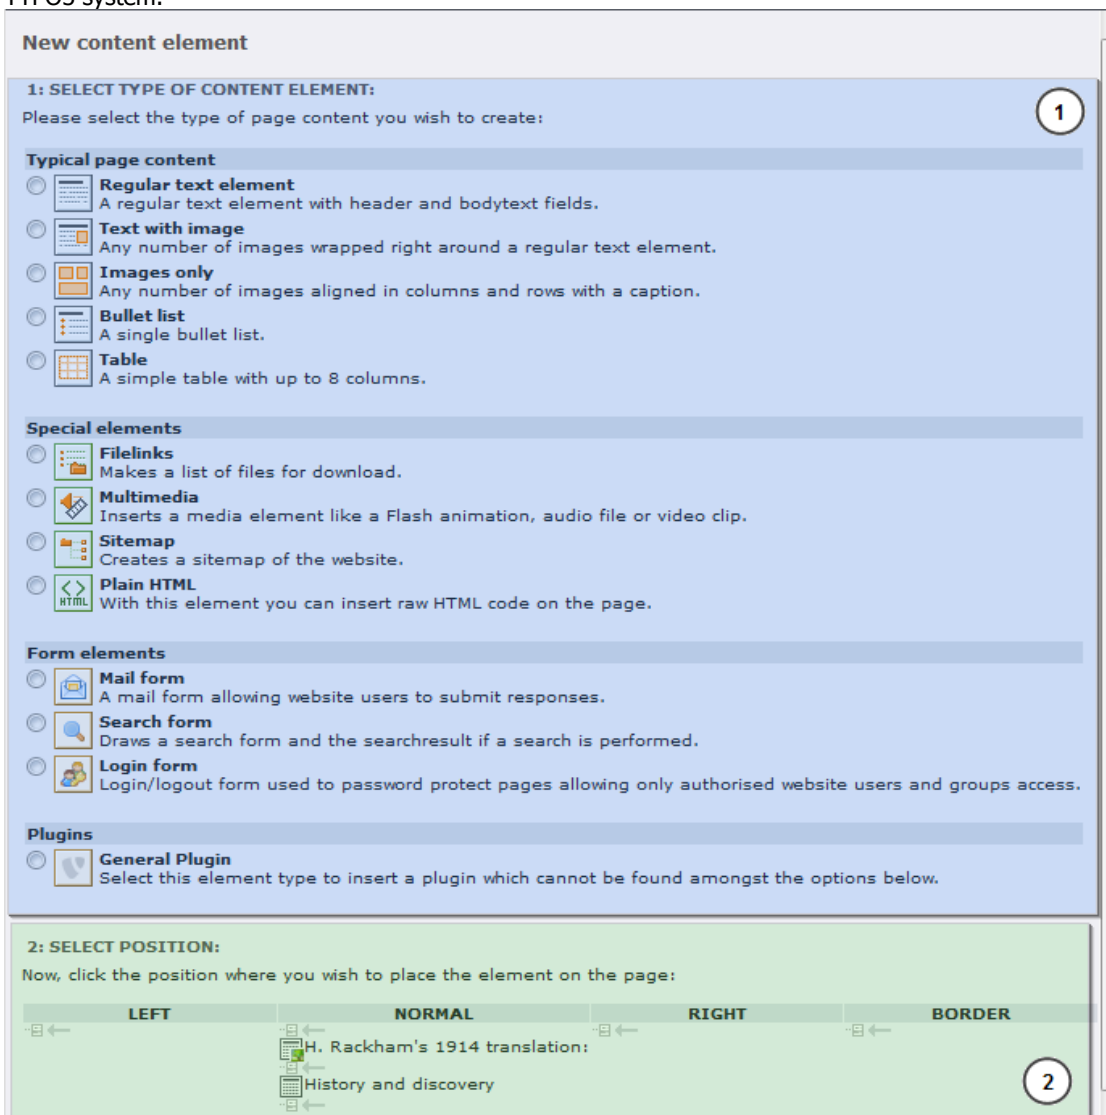 New content element
1: SELECT TYPE OF CONTENT ELEMENT:
1
Please select the type of page content you wish to create:
Typical page content
Regular text element
A regular text element with header and bodytext fields.
Text with image
Any number of images wrapped right around a regular text element.
Images only
Any number of images aligned in columns and rows with a caption.
Bullet list
A single bullet list.
Table
A simple table with up to 8 columns.
Special elements
Filelinks
Makes a list of files for download.
Multimedia
Inserts a media element like a Flash animation, audio file or video clip.
Sitemap
Creates a sitemap of the website.
Plain HTML
HTML
With this element you can insert raw HTML code on the page.
Form elements
Mail form
A mail form allowing website users to submit responses.
Search form
Draws a search form and the searchresult if a search is performed.
Login form
Login/logout form used to password protect pages allowing only authorised website users and groups access.
Plugins
General Plugin
Select this element type to insert a plugin which cannot be found amongst the options below.
2: SELECT POSITION:
Now, click the position where you wish to place the element on the page:
LEFT NORMAL RIGHT BORDER
H. Rackham's 1914 translation:
History and discovery
2